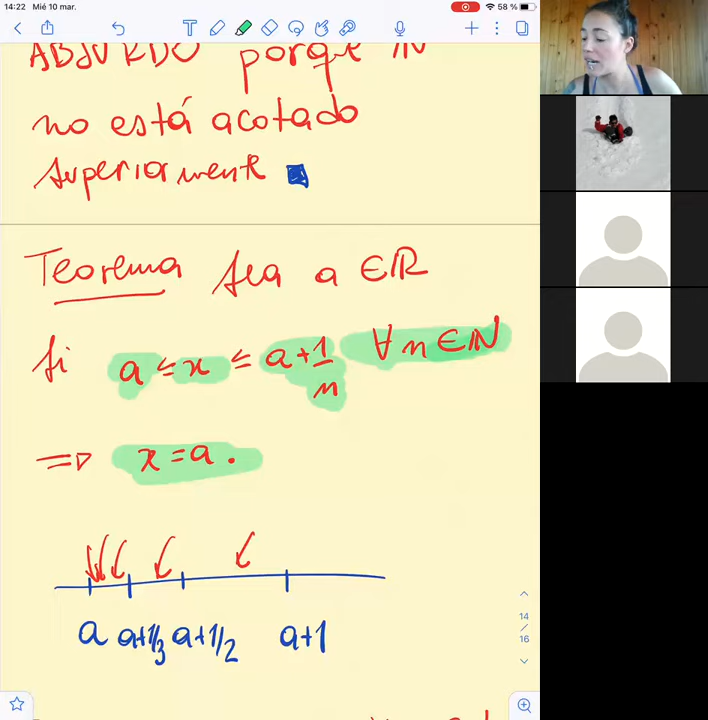 14:22 Mié 10 mar.
58 %
ABSURDO porque ℕ
no está acotado
superiormente
Teorema Sea a ∈ ℝ
Si a ≤ x ≤ a + 1/n ∀ n ∈ ℕ
⇒ x = a.
a a+1/3 a+1/2 a+1
14
/
16